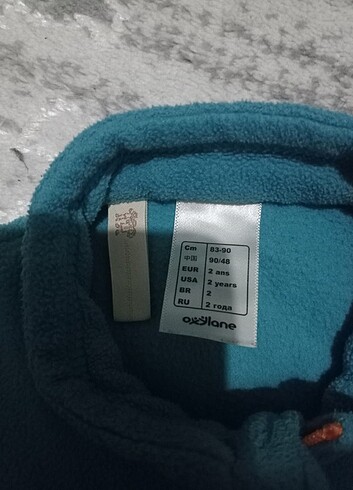 Cm 83-90
中国 90/48
EUR 2 ans
USA 2 years
BR 2
RU 2 года
oxylane